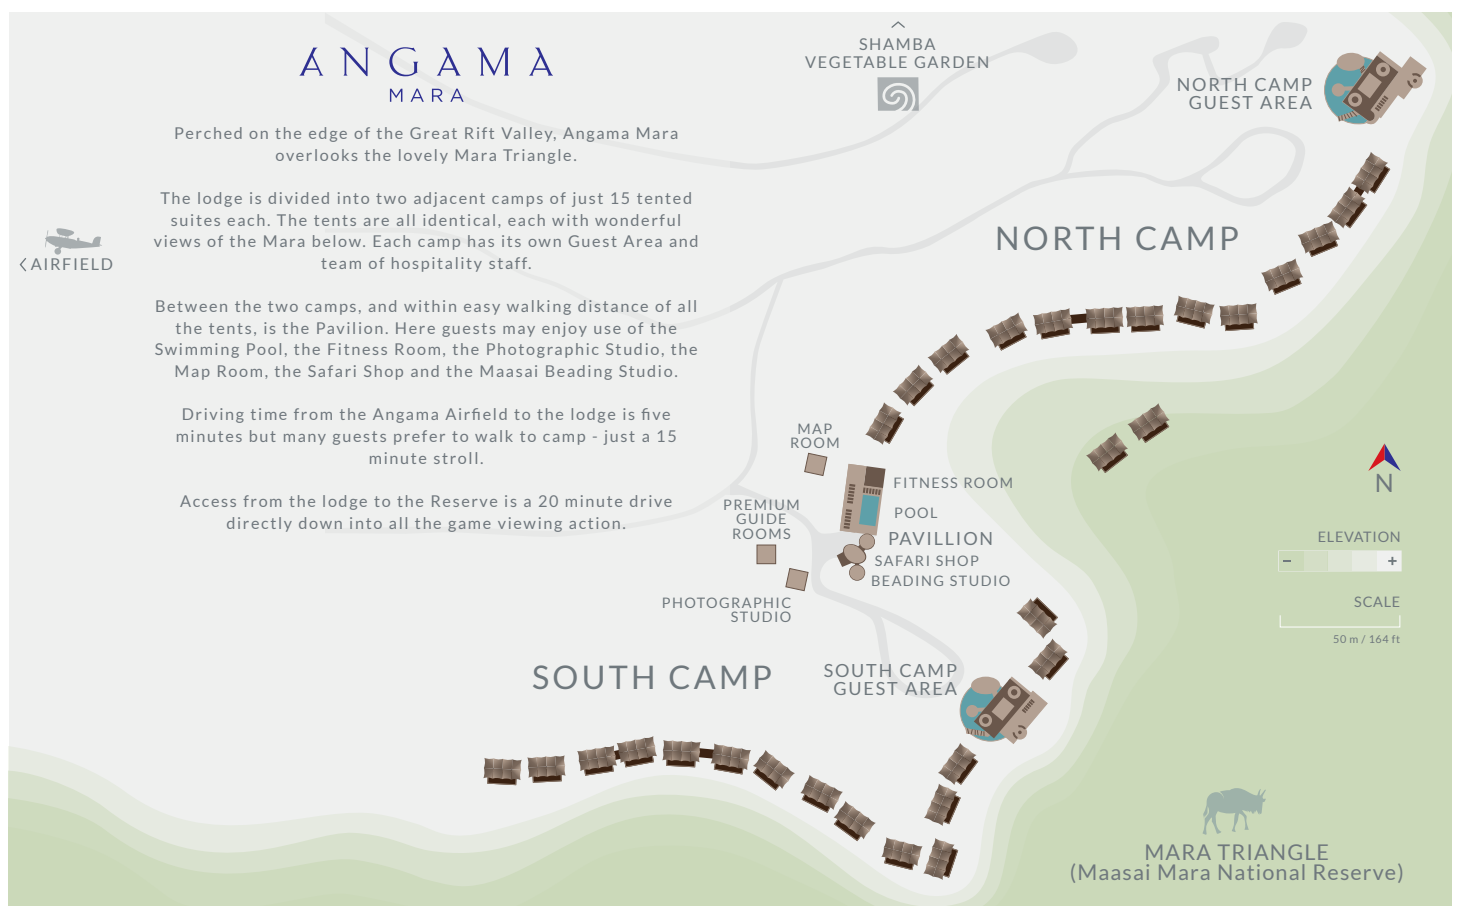 ANGAMA
MARA
Perched on the edge of the Great Rift Valley, Angama Mara
overlooks the lovely Mara Triangle.
The lodge is divided into two adjacent camps of just 15 tented
suites each. The tents are all identical, each with wonderful
views of the Mara below. Each camp has its own Guest Area and
team of hospitality staff.
Between the two camps, and within easy walking distance of all
the tents, is the Pavilion. Here guests may enjoy use of the
Swimming Pool, the Fitness Room, the Photographic Studio, the
Map Room, the Safari Shop and the Maasai Beading Studio.
Driving time from the Angama Airfield to the lodge is five
minutes but many guests prefer to walk to camp - just a 15
minute stroll.
Access from the lodge to the Reserve is a 20 minute drive
directly down into all the game viewing action.
AIRFIELD
SHAMBA
VEGETABLE GARDEN
NORTH CAMP
GUEST AREA
NORTH CAMP
MAP
ROOM
FITNESS ROOM
POOL
PREMIUM
GUIDE
ROOMS
PAVILLION
SAFARI SHOP
BEADING STUDIO
PHOTOGRAPHIC
STUDIO
SOUTH CAMP
SOUTH CAMP
GUEST AREA
N
ELEVATION
- +
SCALE
50 m / 164 ft
MARA TRIANGLE
(Maasai Mara National Reserve)